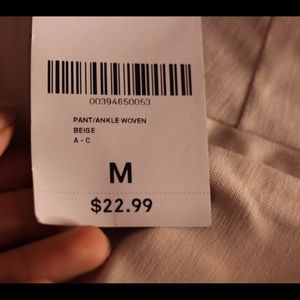 00394650053
PANT/ANKLE WOVEN
BEIGE
A - C
M
$22.99